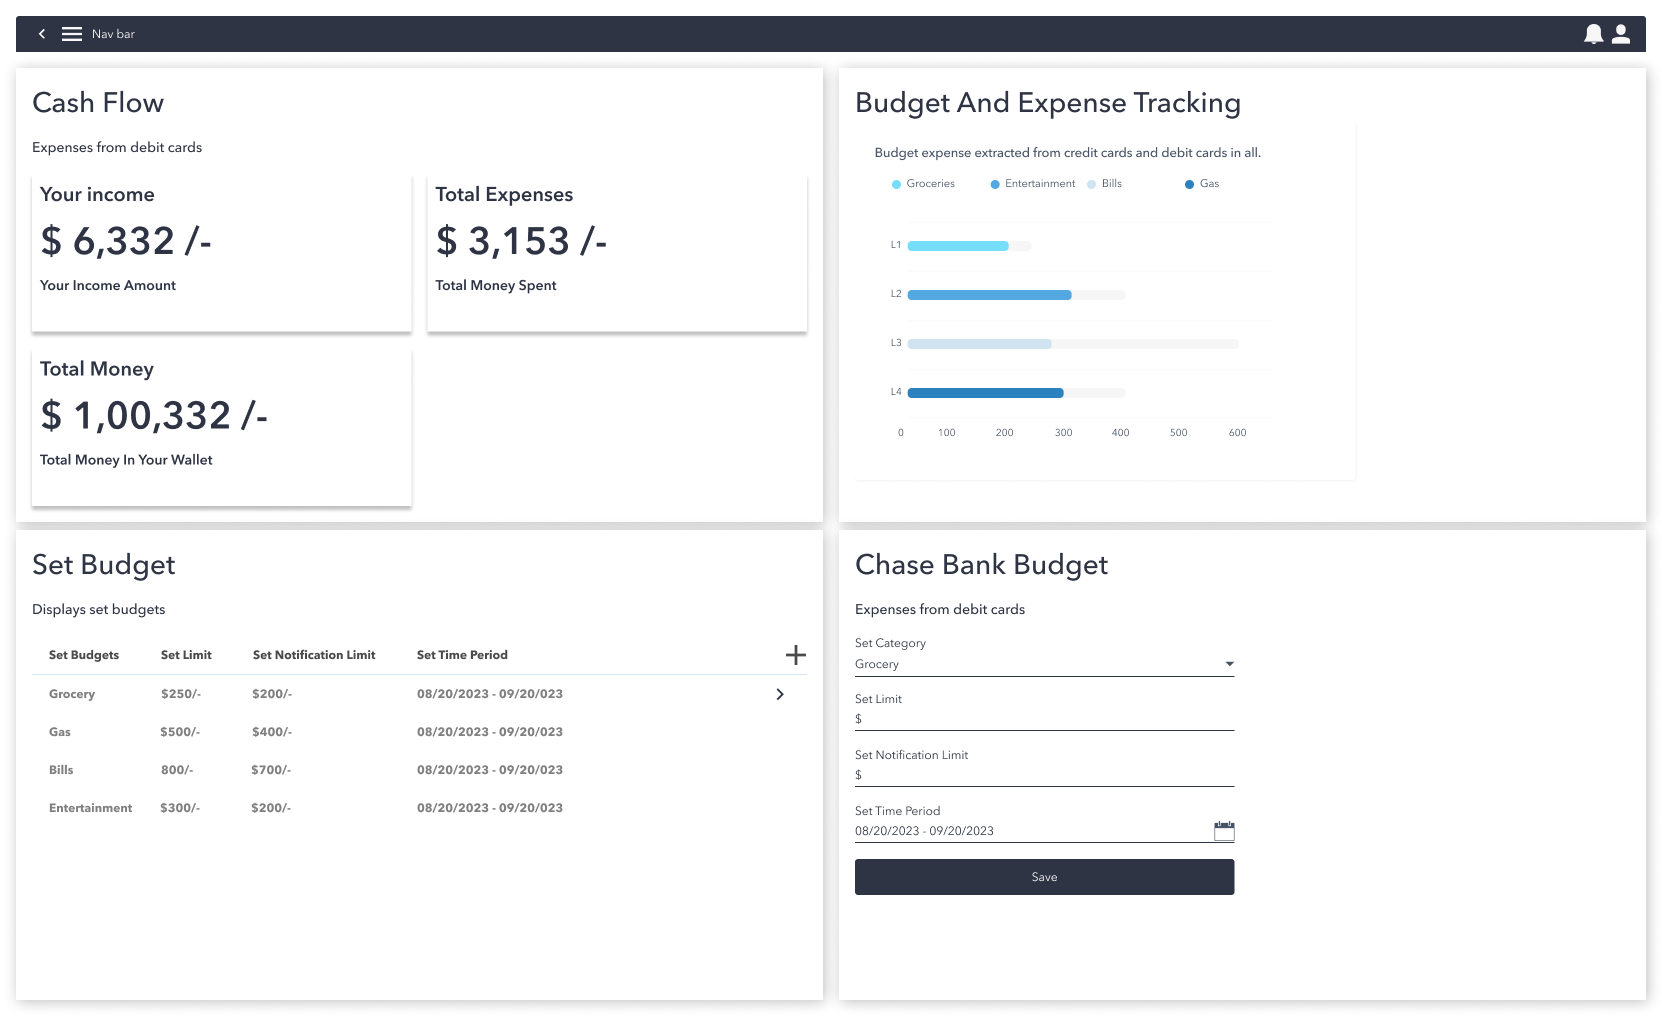 Nav bar
Cash Flow
Expenses from debit cards
Your income
$ 6,332 /-
Your Income Amount
Total Expenses
$ 3,153 /-
Total Money Spent
Total Money
$ 1,00,332 /-
Total Money In Your Wallet
Budget And Expense Tracking
Budget expense extracted from credit cards and debit cards in all.
Groceries Entertainment Bills Gas
L1
L2
L3
L4
0 100 200 300 400 500 600
Set Budget
Displays set budgets
Set Budgets Set Limit Set Notification Limit Set Time Period
Grocery $250/- $200/- 08/20/2023 - 09/20/023
Gas $500/- $400/- 08/20/2023 - 09/20/023
Bills 800/- $700/- 08/20/2023 - 09/20/023
Entertainment $300/- $200/- 08/20/2023 - 09/20/023
Chase Bank Budget
Expenses from debit cards
Set Category
Grocery
Set Limit
$
Set Notification Limit
$
Set Time Period
08/20/2023 - 09/20/2023
Save